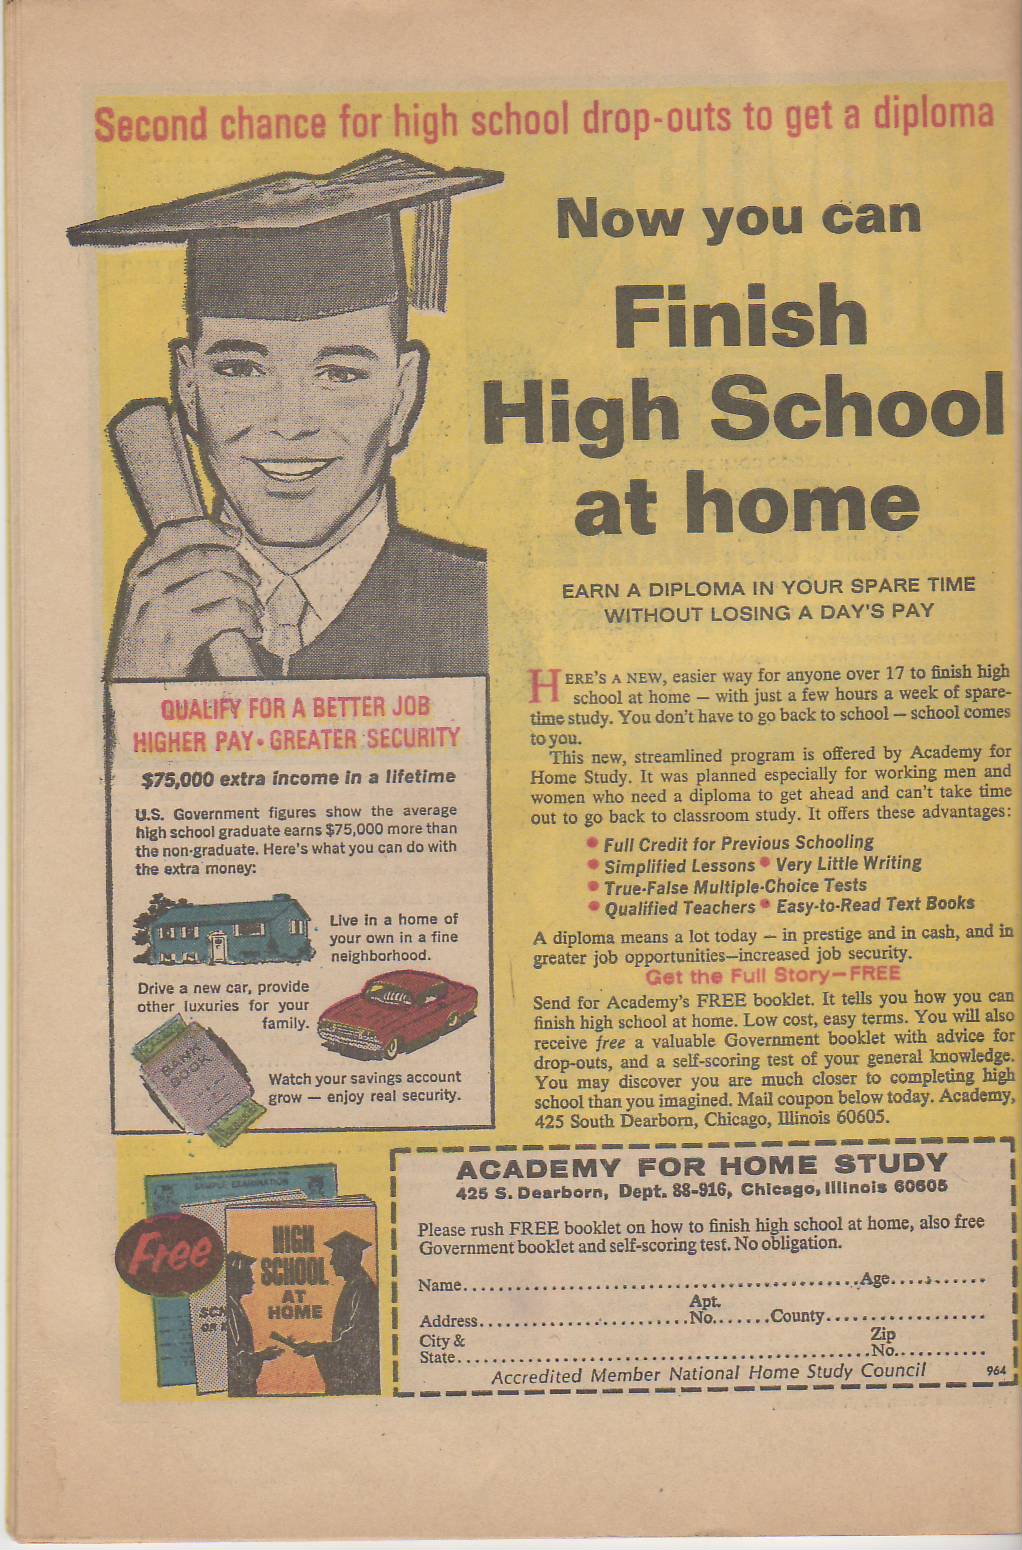 Second chance for high school drop-outs to get a diploma
Now you can
Finish
High School
at home
EARN A DIPLOMA IN YOUR SPARE TIME
WITHOUT LOSING A DAY'S PAY
HERE'S A NEW, easier way for anyone over 17 to finish high
school at home — with just a few hours a week of spare-
time study. You don't have to go back to school — school comes
to you.
This new, streamlined program is offered by Academy for
Home Study. It was planned especially for working men and
women who need a diploma to get ahead and can't take time
out to go back to classroom study. It offers these advantages:
• Full Credit for Previous Schooling
• Simplified Lessons • Very Little Writing
• True-False Multiple-Choice Tests
• Qualified Teachers • Easy-to-Read Text Books
A diploma means a lot today — in prestige and in cash, and in
greater job opportunities—increased job security.
Get the Full Story—FREE
Send for Academy's FREE booklet. It tells you how you can
finish high school at home. Low cost, easy terms. You will also
receive free a valuable Government booklet with advice for
drop-outs, and a self-scoring test of your general knowledge.
You may discover you are much closer to completing high
school than you imagined. Mail coupon below today. Academy,
425 South Dearborn, Chicago, Illinois 60605.
QUALIFY FOR A BETTER JOB
HIGHER PAY • GREATER SECURITY
$75,000 extra income in a lifetime
U.S. Government figures show the average
high school graduate earns $75,000 more than
the non-graduate. Here's what you can do with
the extra money:
Live in a home of
your own in a fine
neighborhood.
Drive a new car, provide
other luxuries for your
family.
BANK
BOOK
Watch your savings account
grow — enjoy real security.
SAMPLE EXAMINATION
Free
HIGH
SCHOOL
AT
HOME
ACADEMY FOR HOME STUDY
425 S. Dearborn, Dept. 88-916, Chicago, Illinois 60605
Please rush FREE booklet on how to finish high school at home, also free
Government booklet and self-scoring test. No obligation.
Name.................................................Age............
Address..........................Apt. No.......County....................
City &
State....................................................Zip No...........
Accredited Member National Home Study Council 964